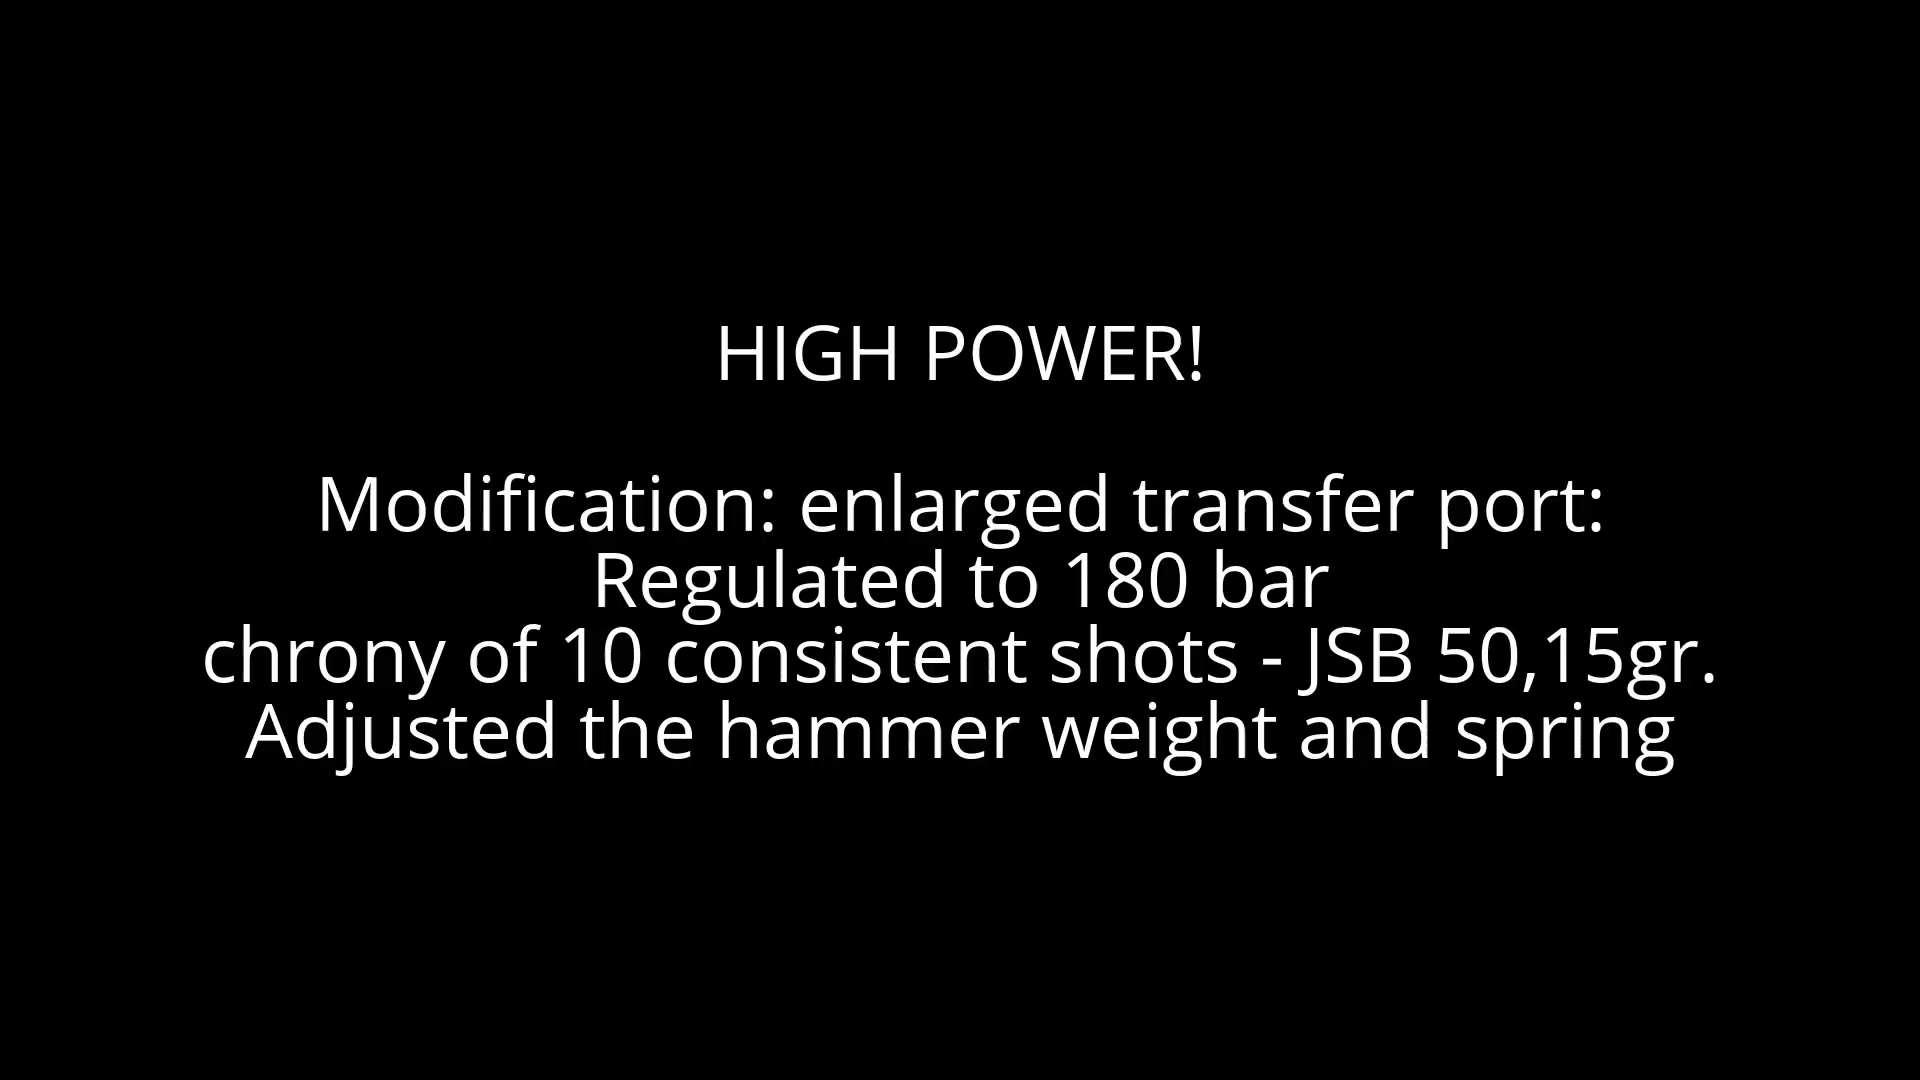 HIGH POWER!
Modification: enlarged transfer port:
Regulated to 180 bar
chrony of 10 consistent shots - JSB 50,15gr.
Adjusted the hammer weight and spring